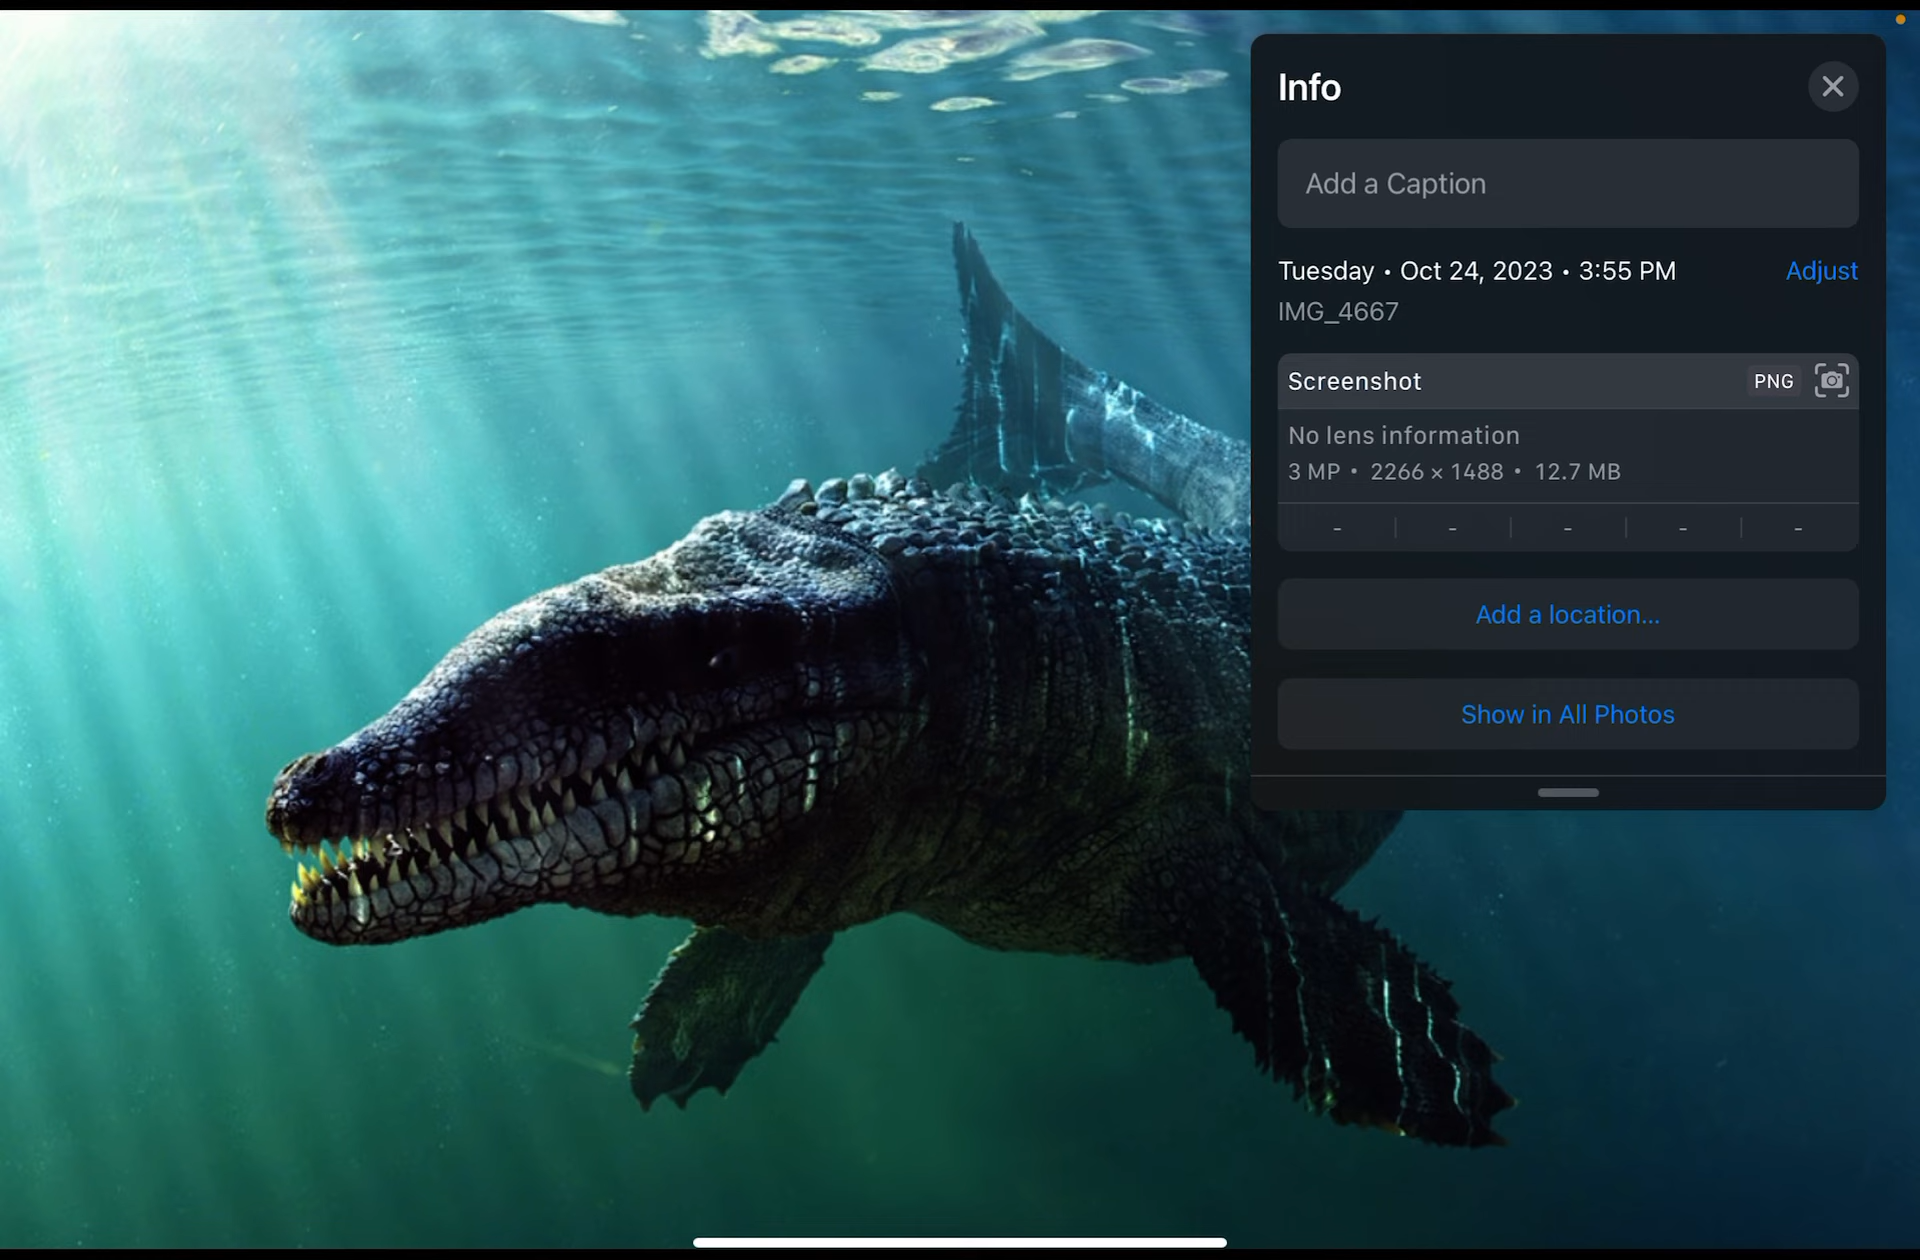 Info
Add a Caption
Tuesday • Oct 24, 2023 • 3:55 PM
Adjust
IMG_4667
Screenshot
PNG
No lens information
3 MP • 2266 × 1488 • 12.7 MB
- - - - -
Add a location...
Show in All Photos